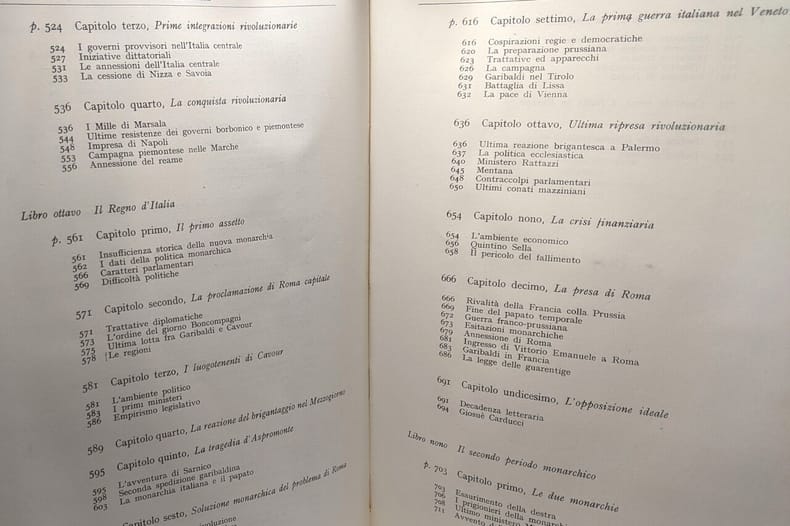 p. 524 Capitolo terzo, Prime integrazioni rivoluzionarie
524 I governi provvisori nell'Italia centrale
527 Iniziative dittatoriali
531 Le annessioni dell'Italia centrale
533 La cessione di Nizza e Savoia
536 Capitolo quarto, La conquista rivoluzionaria
536 I Mille di Marsala
544 Ultime resistenze dei governi borbonico e piemontese
548 Impresa di Napoli
553 Campagna piemontese nelle Marche
556 Annessione del reame
Libro ottavo Il Regno d'Italia
p. 561 Capitolo primo, Il primo assetto
561 Insufficienza storica della nuova monarchia
562 I dati della politica monarchica
566 Caratteri parlamentari
569 Difficoltà politiche
571 Capitolo secondo, La proclamazione di Roma capitale
571 Trattative diplomatiche
573 L'ordine del giorno Boncompagni
575 Ultima lotta fra Garibaldi e Cavour
578 Le regioni
581 Capitolo terzo, I luogotenenti di Cavour
581 L'ambiente politico
583 I primi ministeri
586 Empirismo legislativo
589 Capitolo quarto, La reazione del brigantaggio nel Mezzogiorno
595 Capitolo quinto, La tragedia d'Aspromonte
595 L'avventura di Sarnico
598 Seconda spedizione garibaldina
603 La monarchia italiana e il papato
Capitolo sesto, Soluzione monarchica del problema di Roma
p. 616 Capitolo settimo, La prima guerra italiana nel Veneto
616 Cospirazioni regie e democratiche
620 La preparazione prussiana
623 Trattative ed apparecchi
626 La campagna
629 Garibaldi nel Tirolo
631 Battaglia di Lissa
632 La pace di Vienna
636 Capitolo ottavo, Ultima ripresa rivoluzionaria
636 Ultima reazione brigantesca a Palermo
637 La politica ecclesiastica
640 Ministero Rattazzi
645 Mentana
648 Contraccolpi parlamentari
650 Ultimi conati mazziniani
654 Capitolo nono, La crisi finanziaria
654 L'ambiente economico
656 Quintino Sella
658 Il pericolo del fallimento
666 Capitolo decimo, La presa di Roma
666 Rivalità della Francia colla Prussia
669 Fine del papato temporale
672 Guerra franco-prussiana
673 Esitazioni monarchiche
679 Annessione di Roma
681 Ingresso di Vittorio Emanuele a Roma
683 Garibaldi in Francia
686 La legge delle guarentige
691 Capitolo undicesimo, L'opposizione ideale
691 Decadenza letteraria
694 Giosuè Carducci
Libro nono Il secondo periodo monarchico
p. 703 Capitolo primo, Le due monarchie
703 Esaurimento della destra
706 I prigionieri della
708 Ultimo ministero
711 Avvento